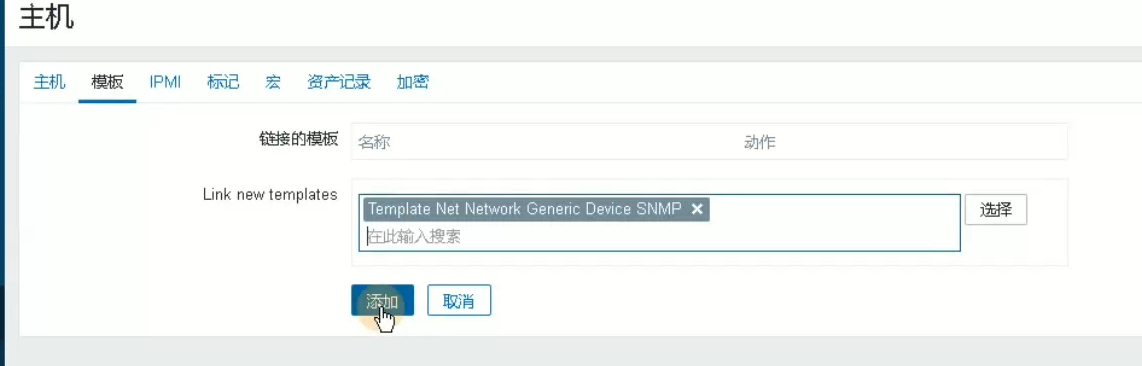 主机
主机 模板 IPMI 标记 宏 资产记录 加密
链接的模板 名称 动作
Link new templates
Template Net Network Generic Device SNMP ×
选择
在此输入搜索
添加 取消